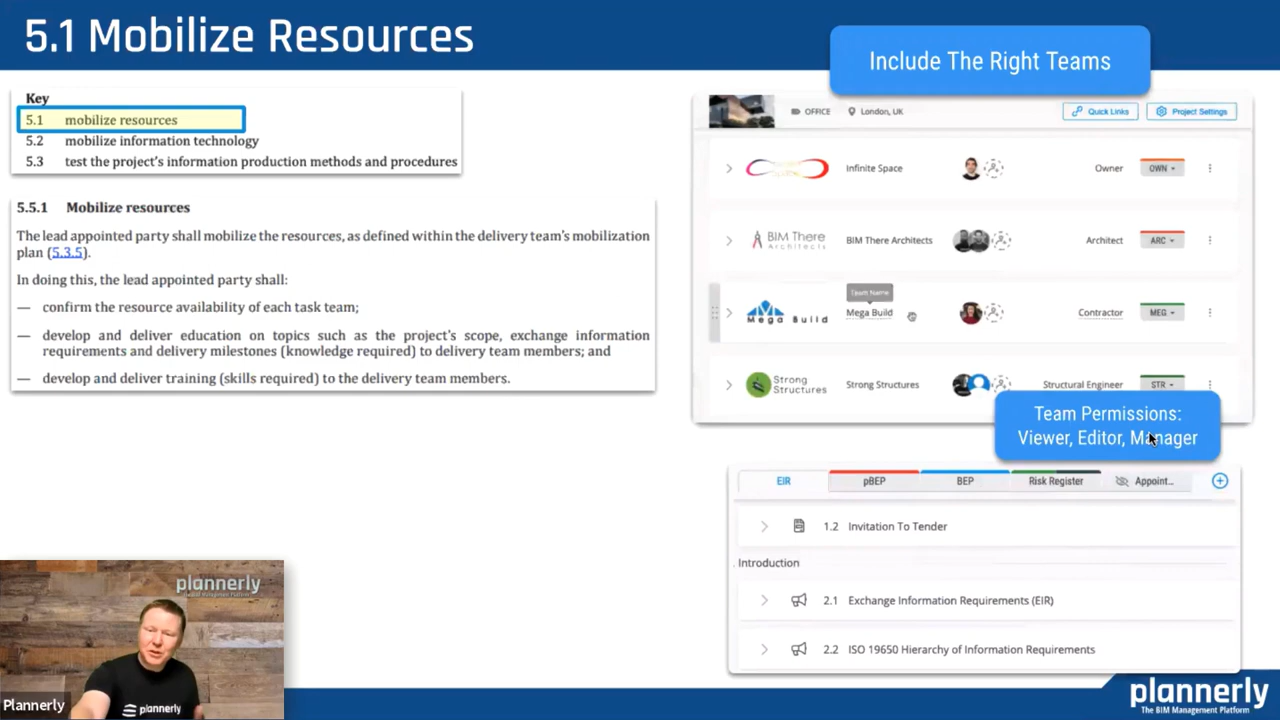 5.1 Mobilize Resources
Include The Right Teams
Key
5.1 mobilize resources
5.2 mobilize information technology
5.3 test the project's information production methods and procedures
5.5.1 Mobilize resources
The lead appointed party shall mobilize the resources, as defined within the delivery team's mobilization
plan (5.3.5).
In doing this, the lead appointed party shall:
— confirm the resource availability of each task team;
— develop and deliver education on topics such as the project's scope, exchange information
requirements and delivery milestones (knowledge required) to delivery team members; and
— develop and deliver training (skills required) to the delivery team members.
OFFICE London, UK Quick Links Project Settings
Infinite Space Owner OWN
BIM There Architects BIM There Architects Architect ARC
Team Name
Mega Build Mega Build Contractor MEG
Strong Structures Strong Structures Structural Engineer STR
Team Permissions:
Viewer, Editor, Manager
EIR pBEP BEP Risk Register Appoint...
1.2 Invitation To Tender
Introduction
2.1 Exchange Information Requirements (EIR)
2.2 ISO 19650 Hierarchy of Information Requirements
plannerly
plannerly
Plannerly
plannerly
The BIM Management Platform